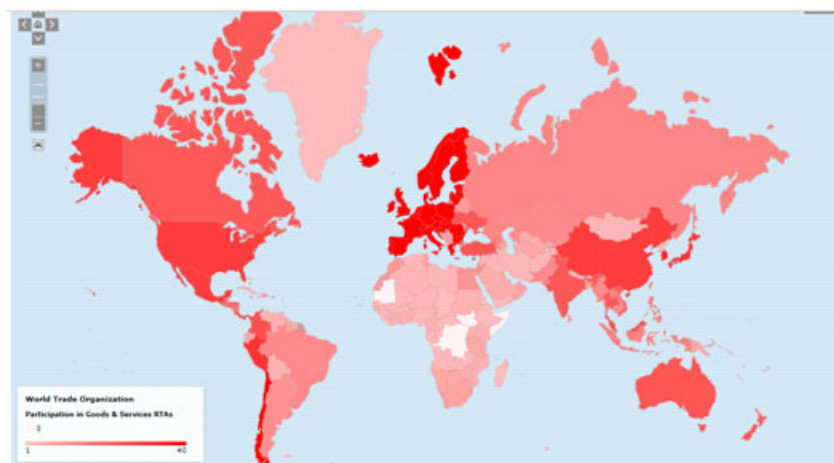 World Trade Organization
Participation in Goods & Services RTAs
0
1 40